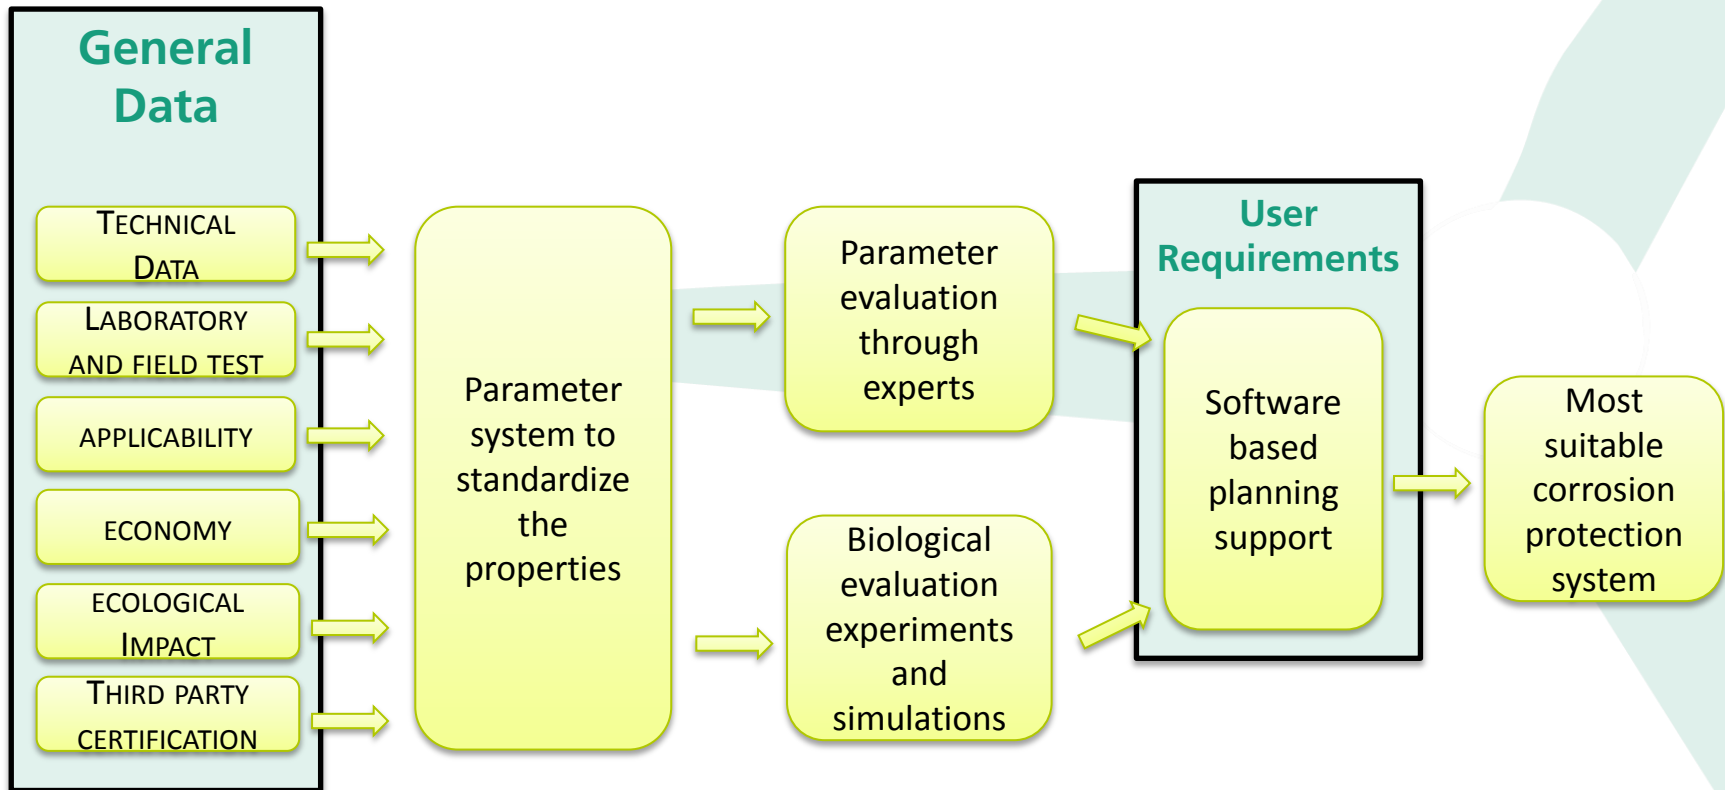 General
Data
TECHNICAL
DATA
LABORATORY
AND FIELD TEST
APPLICABILITY
ECONOMY
ECOLOGICAL
IMPACT
THIRD PARTY
CERTIFICATION
Parameter
system to
standardize
the
properties
Parameter
evaluation
through
experts
Biological
evaluation
experiments
and
simulations
User
Requirements
Software
based
planning
support
Most
suitable
corrosion
protection
system